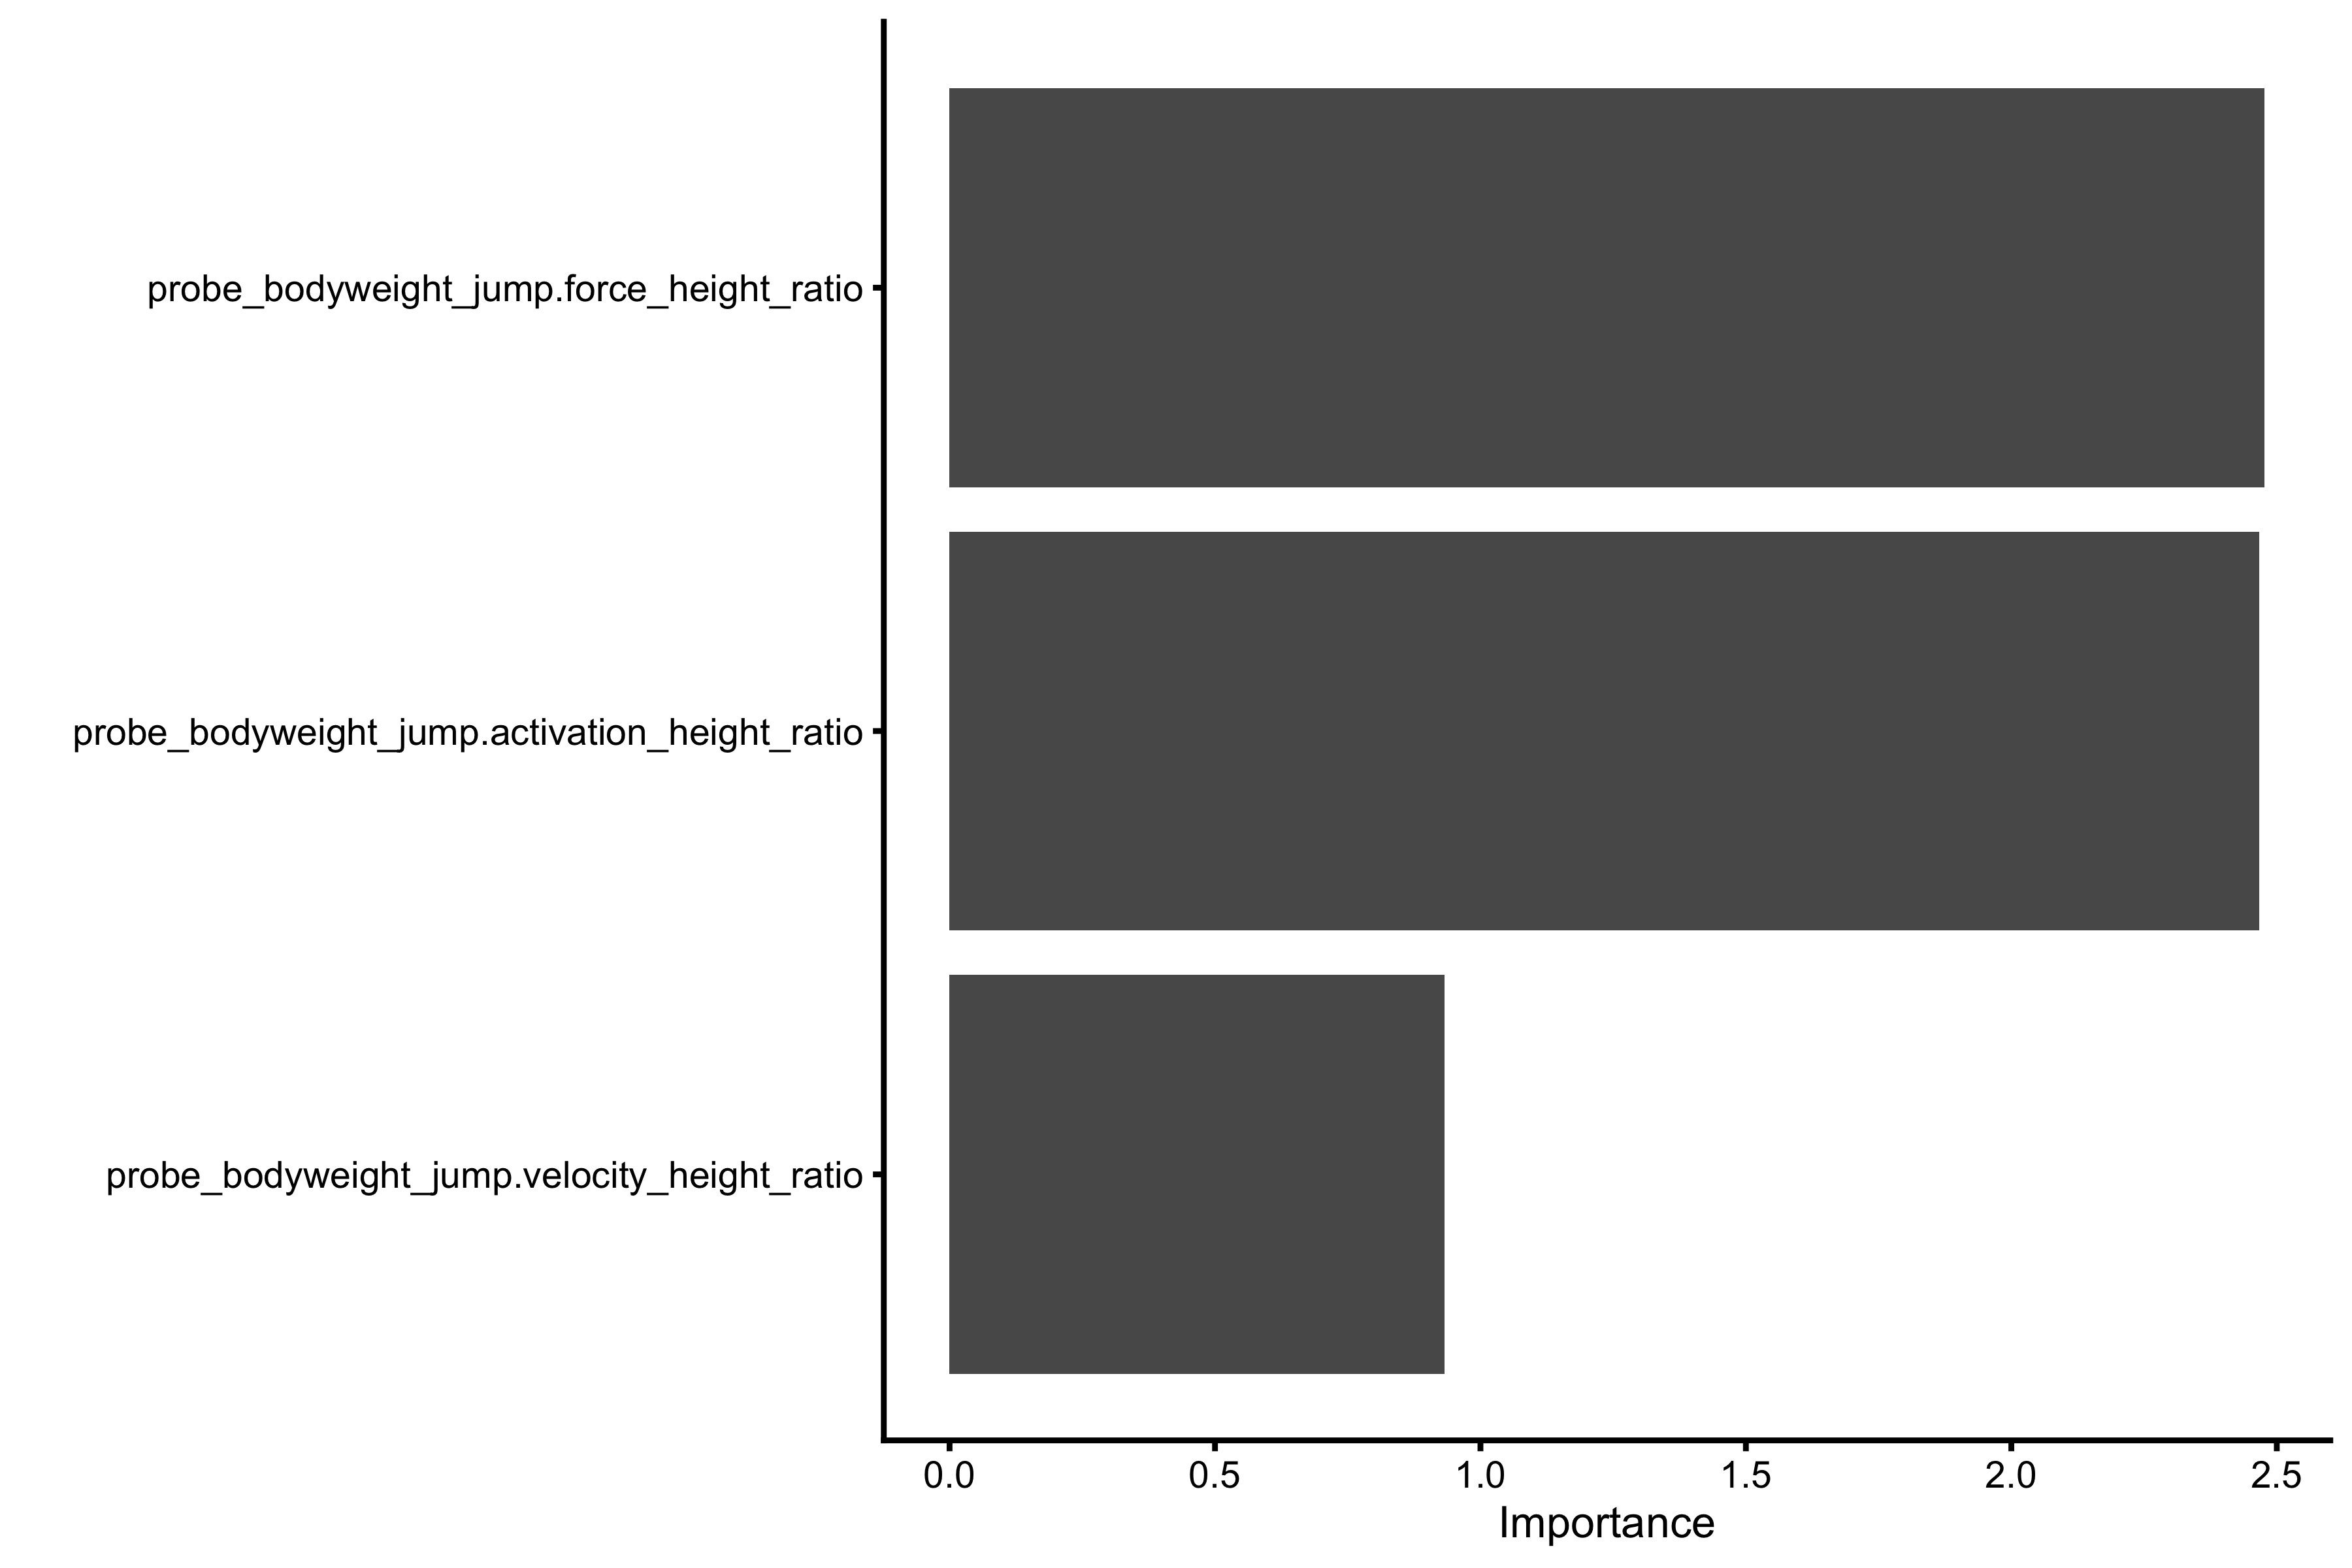 probe_bodyweight_jump.force_height_ratio
probe_bodyweight_jump.activation_height_ratio
probe_bodyweight_jump.velocity_height_ratio
0.0 0.5 1.0 1.5 2.0 2.5
Importance